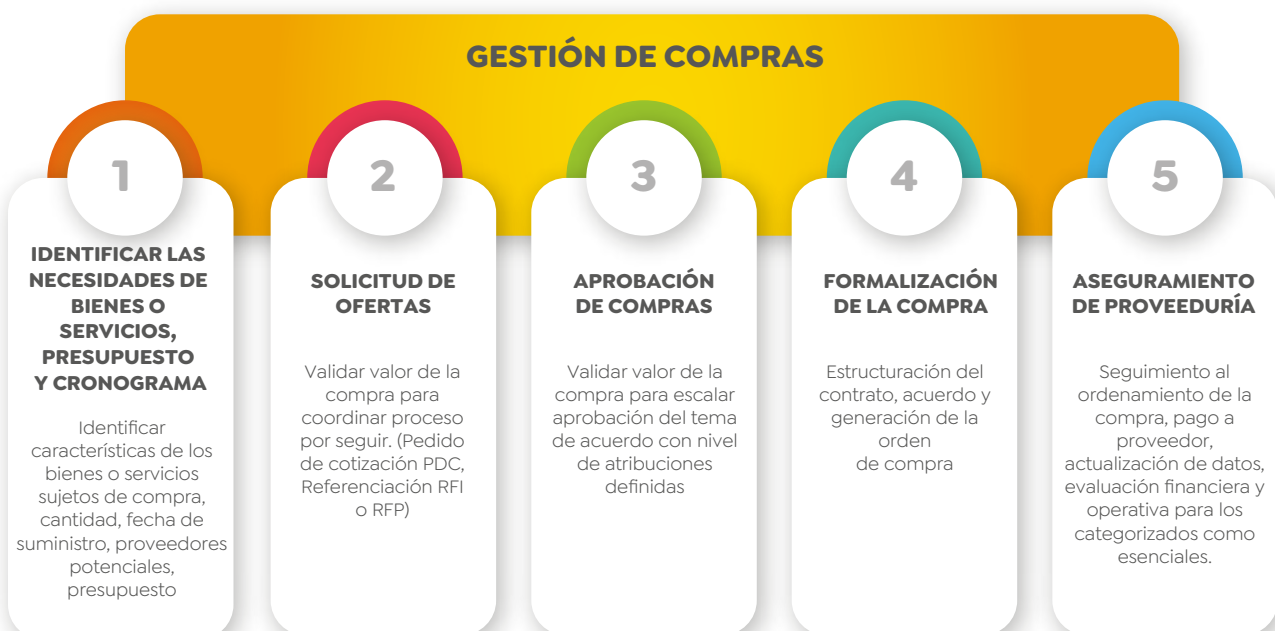 GESTIÓN DE COMPRAS
1
IDENTIFICAR LAS
NECESIDADES DE
BIENES O
SERVICIOS,
PRESUPUESTO
Y CRONOGRAMA
Identificar
características de los
bienes o servicios
sujetos de compra,
cantidad, fecha de
suministro, proveedores
potenciales,
presupuesto
2
SOLICITUD DE
OFERTAS
Validar valor de la
compra para
coordinar proceso
por seguir. (Pedido
de cotización PDC,
Referenciación RFI
o RFP)
3
APROBACIÓN
DE COMPRAS
Validar valor de la
compra para escalar
aprobación del tema
de acuerdo con nivel
de atribuciones
definidas
4
FORMALIZACIÓN
DE LA COMPRA
Estructuración del
contrato, acuerdo y
generación de la
orden
de compra
5
ASEGURAMIENTO
DE PROVEEDURÍA
Seguimiento al
ordenamiento de la
compra, pago a
proveedor,
actualización de datos,
evaluación financiera y
operativa para los
categorizados como
esenciales.